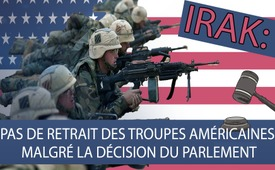 IRAK:
PAS DE RETRAIT DES TROUPES AMÉRICAINES
MALGRÉ LA DÉCISION DU PARLEMENT